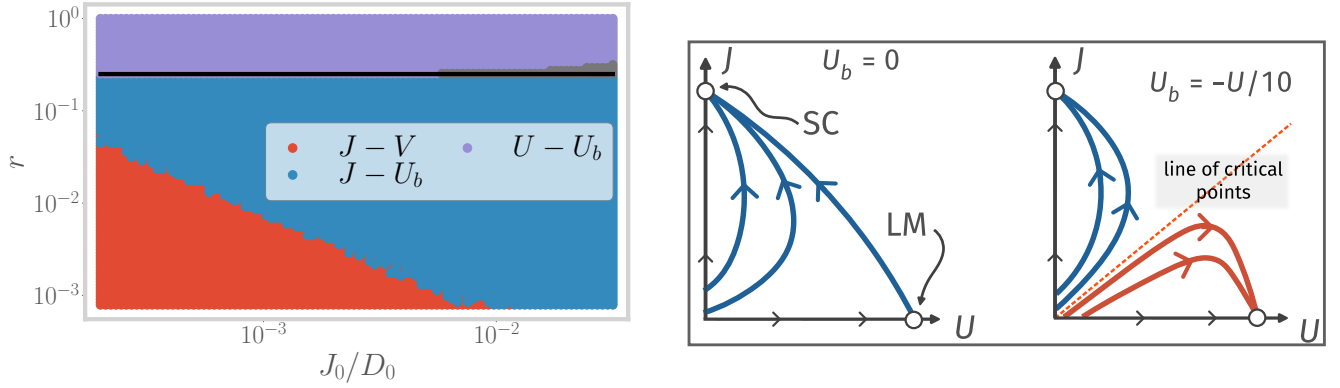 10⁰
10⁻¹
10⁻²
10⁻³
r
J − V
J − U_b
U − U_b
10⁻³
10⁻²
J₀/D₀
J
U_b = 0
SC
LM
U
J
U_b = –U/10
line of critical
points
U